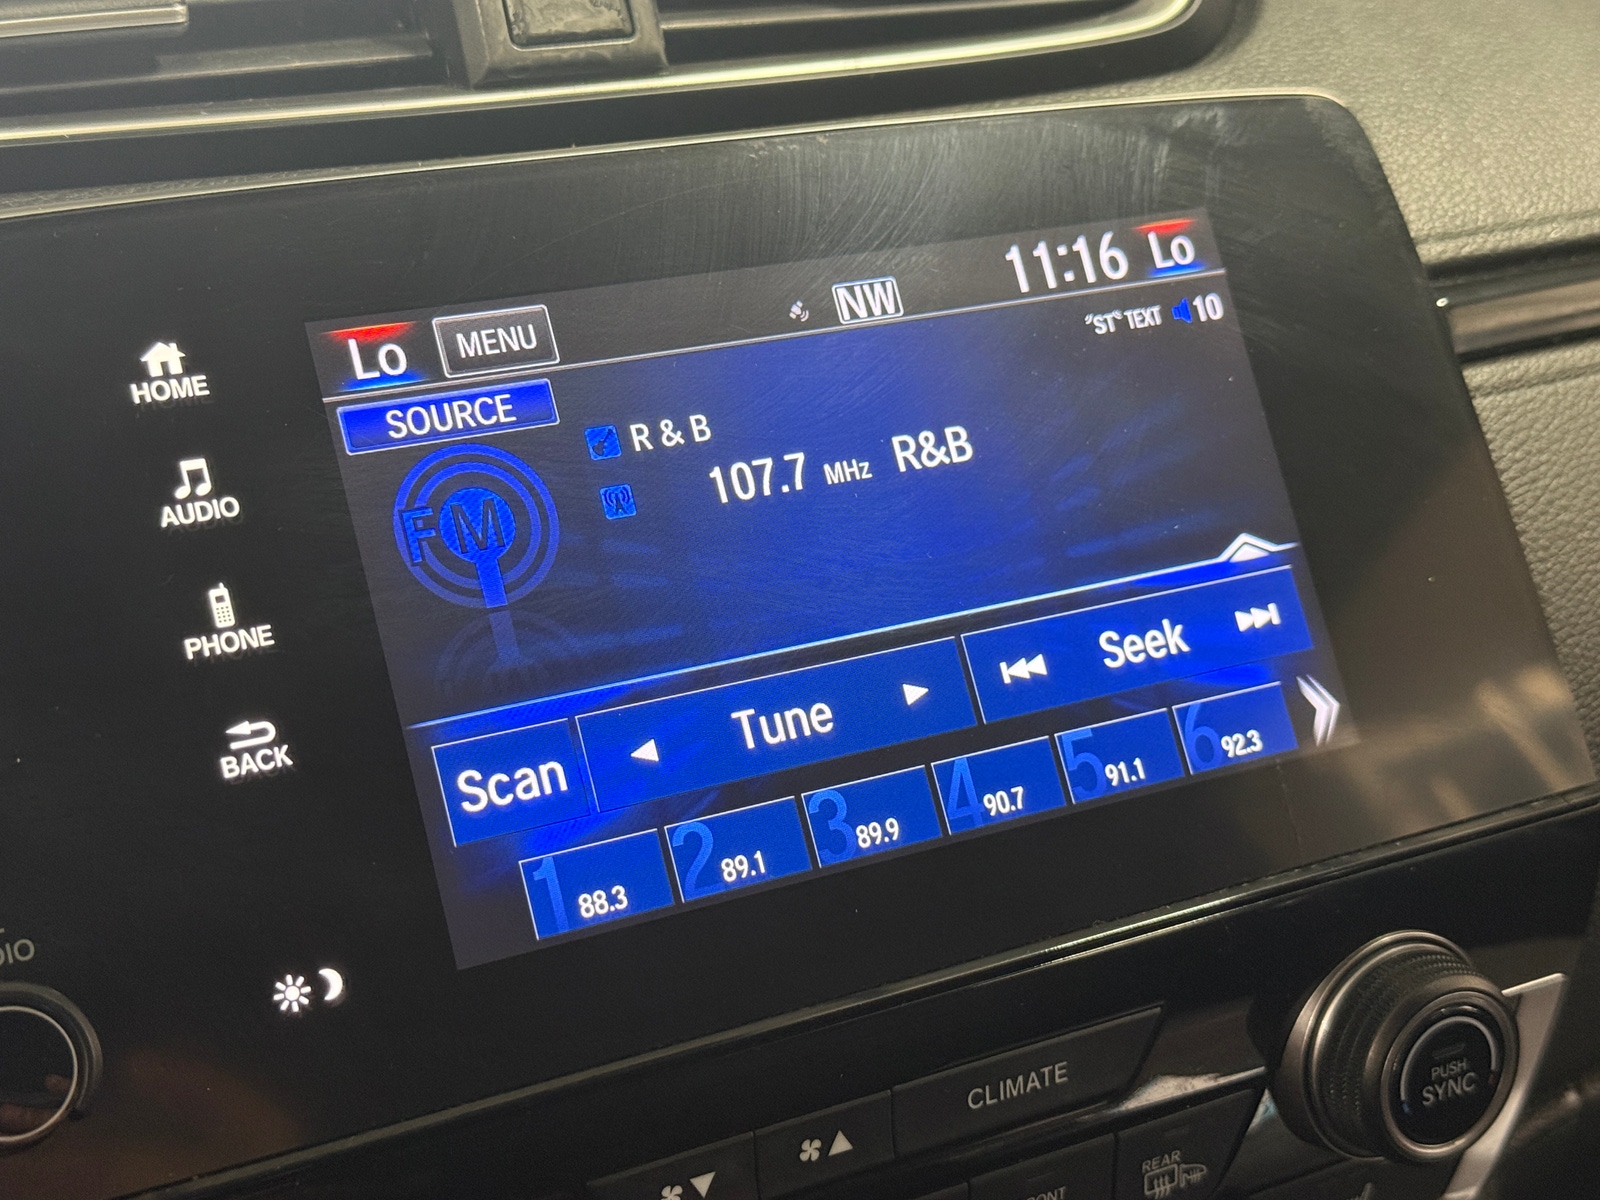 Lo
MENU
NW
11:16
Lo
"ST" TEXT
10
SOURCE
HOME
R & B
107.7 MHz R&B
FM
AUDIO
PHONE
BACK
Scan
Tune
Seek
1 88.3
2 89.1
3 89.9
4 90.7
5 91.1
6 92.3
CLIMATE
PUSH
SYNC
REAR